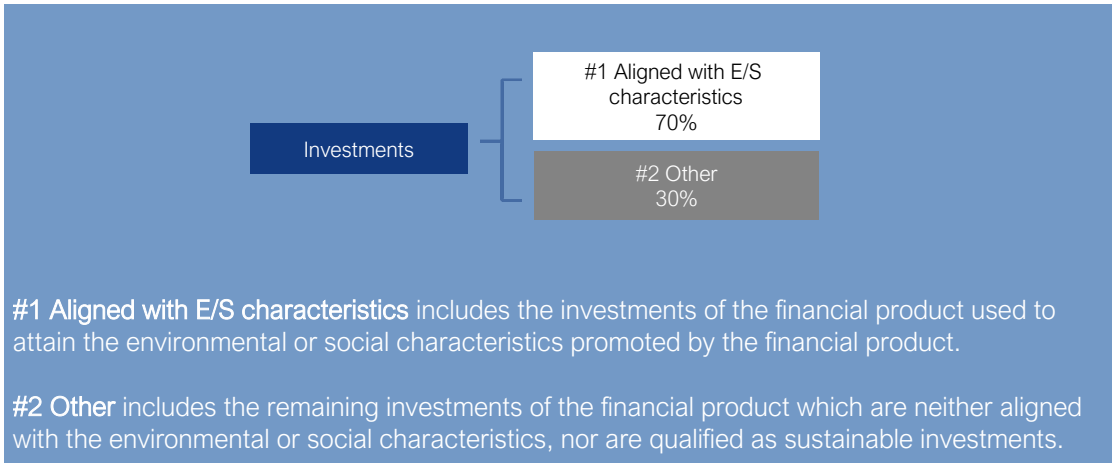 #1 Aligned with E/S
characteristics
70%
Investments
#2 Other
30%
#1 Aligned with E/S characteristics includes the investments of the financial product used to
attain the environmental or social characteristics promoted by the financial product.
#2 Other includes the remaining investments of the financial product which are neither aligned
with the environmental or social characteristics, nor are qualified as sustainable investments.